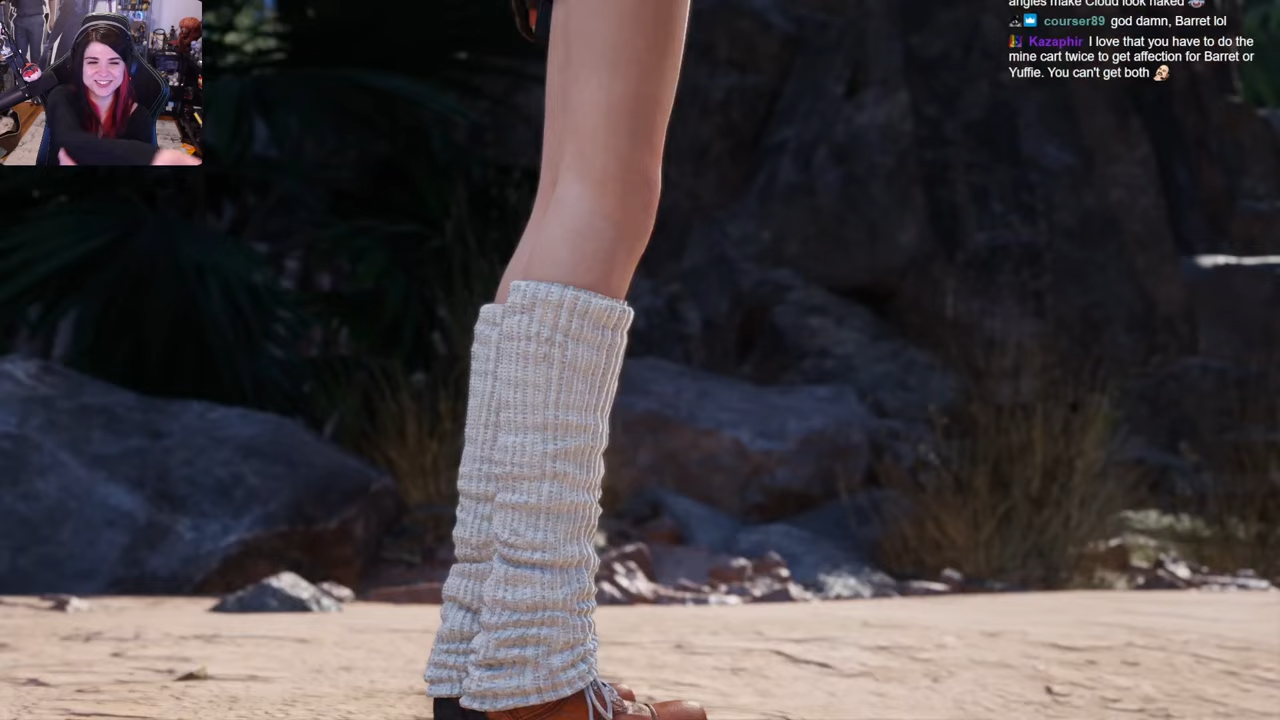 angles make Cloud look naked
courser89 god damn, Barret lol
Kazaphir I love that you have to do the
mine cart twice to get affection for Barret or
Yuffie. You can't get both